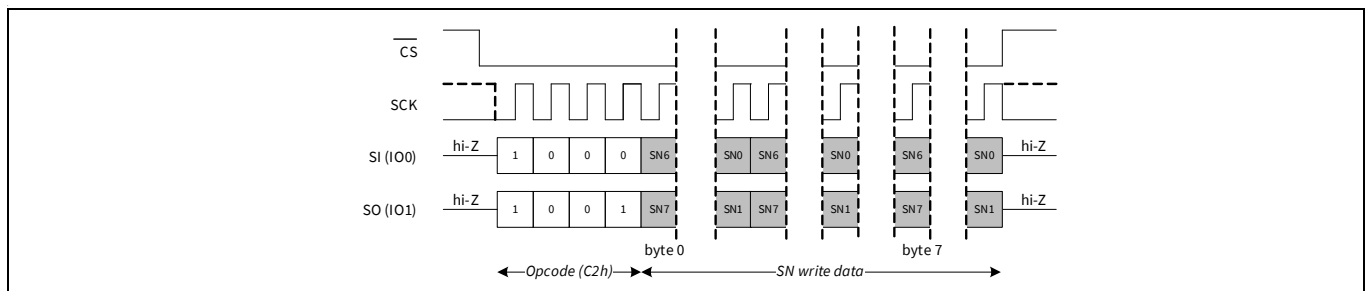 CS
SCK
hi-Z 1 0 0 0 SN6 SN0 SN6 SN0 SN6 SN0 hi-Z
SI (IO0)
hi-Z 1 0 0 1 SN7 SN1 SN7 SN1 SN7 SN1 hi-Z
SO (IO1)
byte 0 byte 7
Opcode (C2h) SN write data